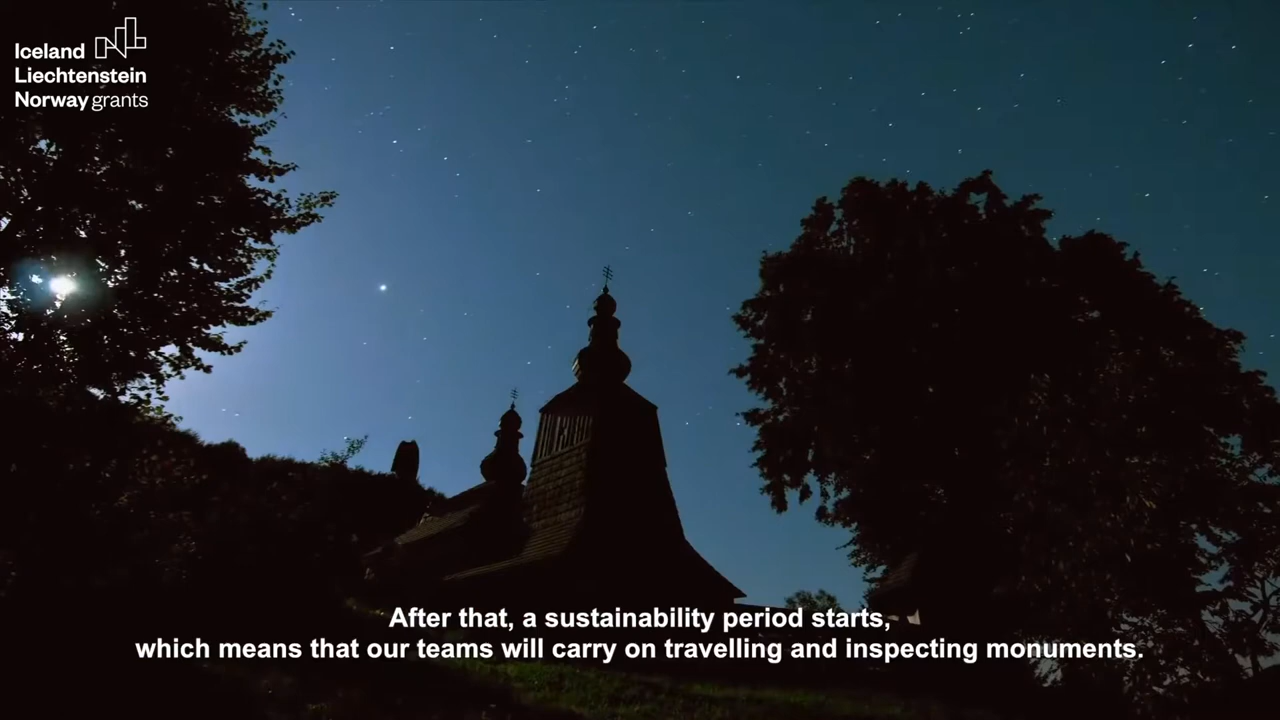 Iceland
Liechtenstein
Norway grants
After that, a sustainability period starts,
which means that our teams will carry on travelling and inspecting monuments.